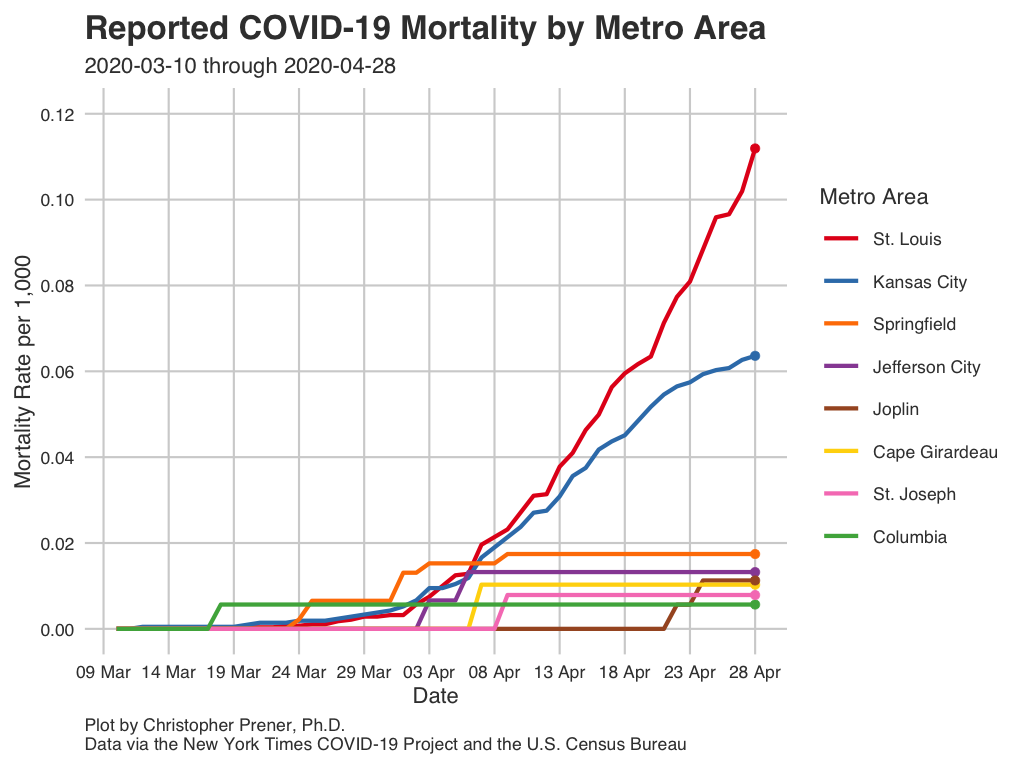 Reported COVID-19 Mortality by Metro Area
2020-03-10 through 2020-04-28
Mortality Rate per 1,000
0.12
0.10
0.08
0.06
0.04
0.02
0.00
09 Mar 14 Mar 19 Mar 24 Mar 29 Mar 03 Apr 08 Apr 13 Apr 18 Apr 23 Apr 28 Apr
Date
Metro Area
St. Louis
Kansas City
Springfield
Jefferson City
Joplin
Cape Girardeau
St. Joseph
Columbia
Plot by Christopher Prener, Ph.D.
Data via the New York Times COVID-19 Project and the U.S. Census Bureau